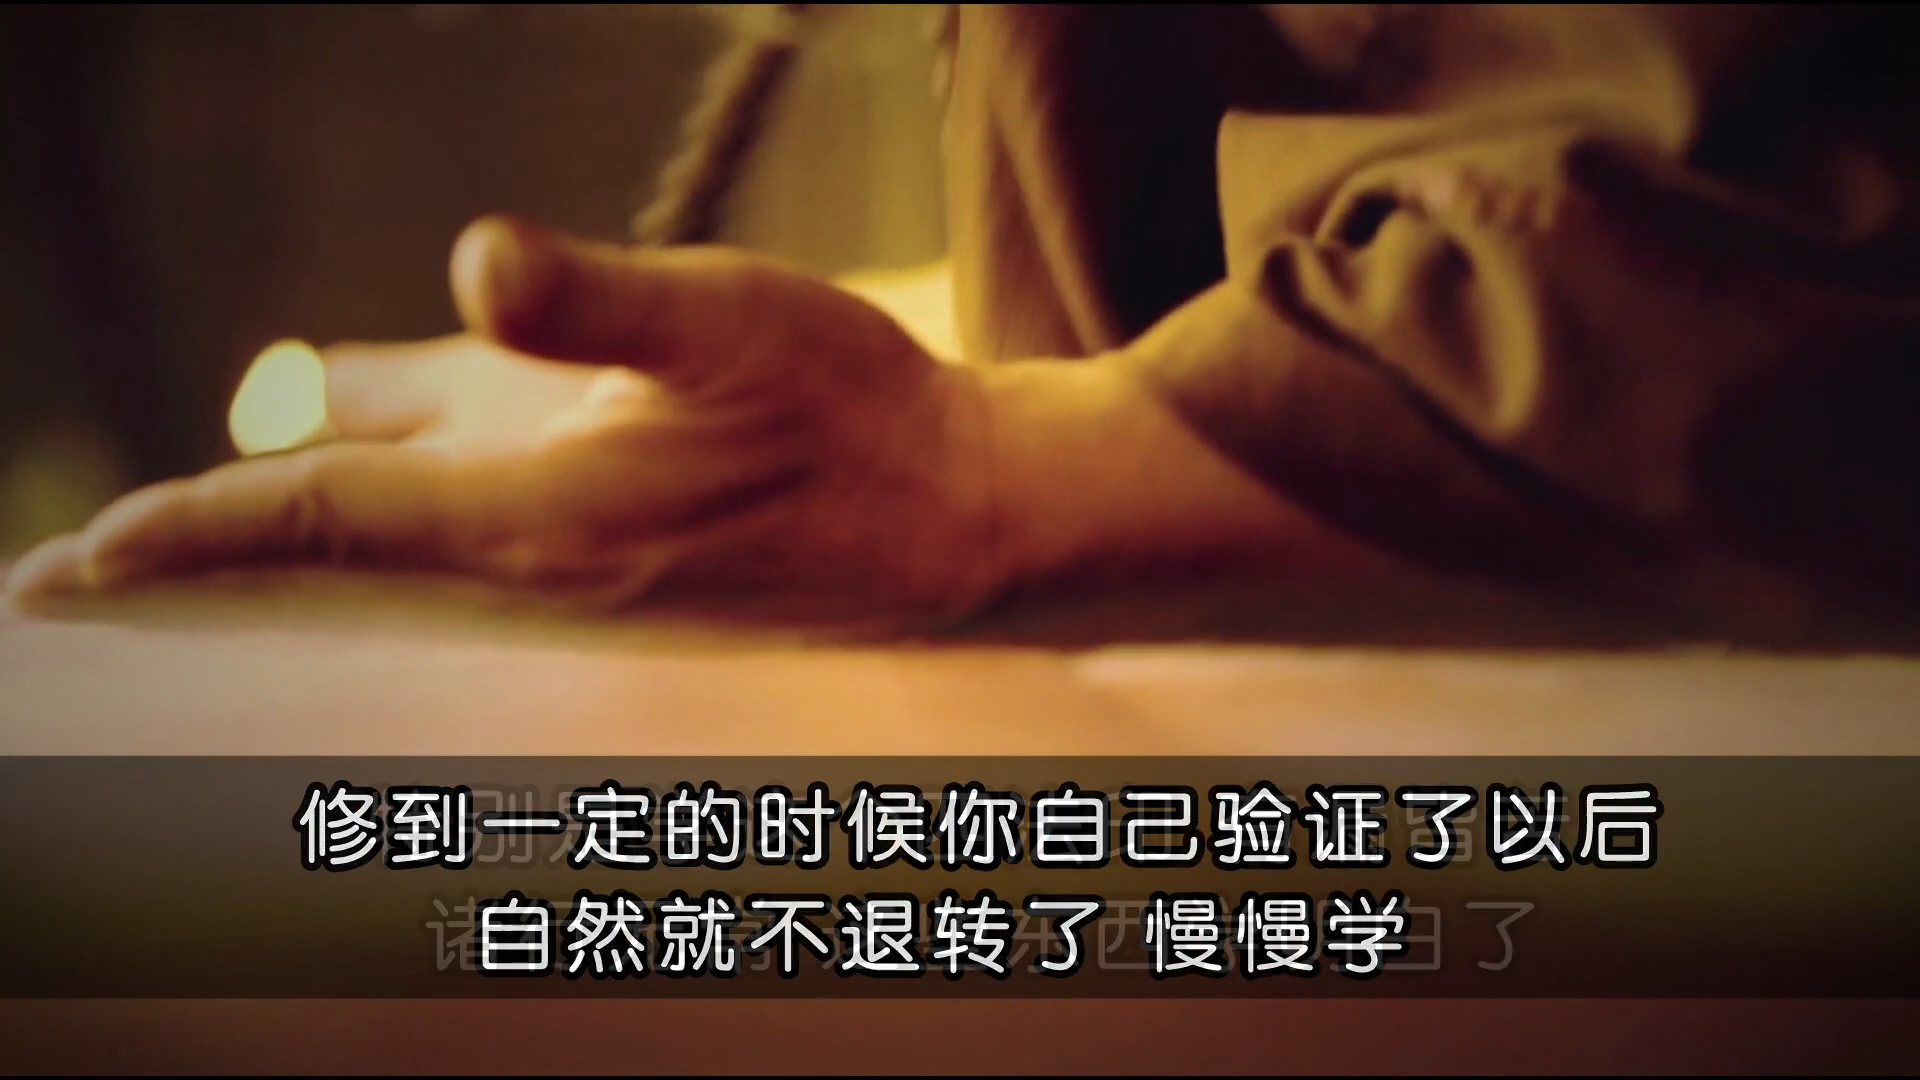 修到一定的时候你自己验证了以后
自然就不退转了 慢慢学